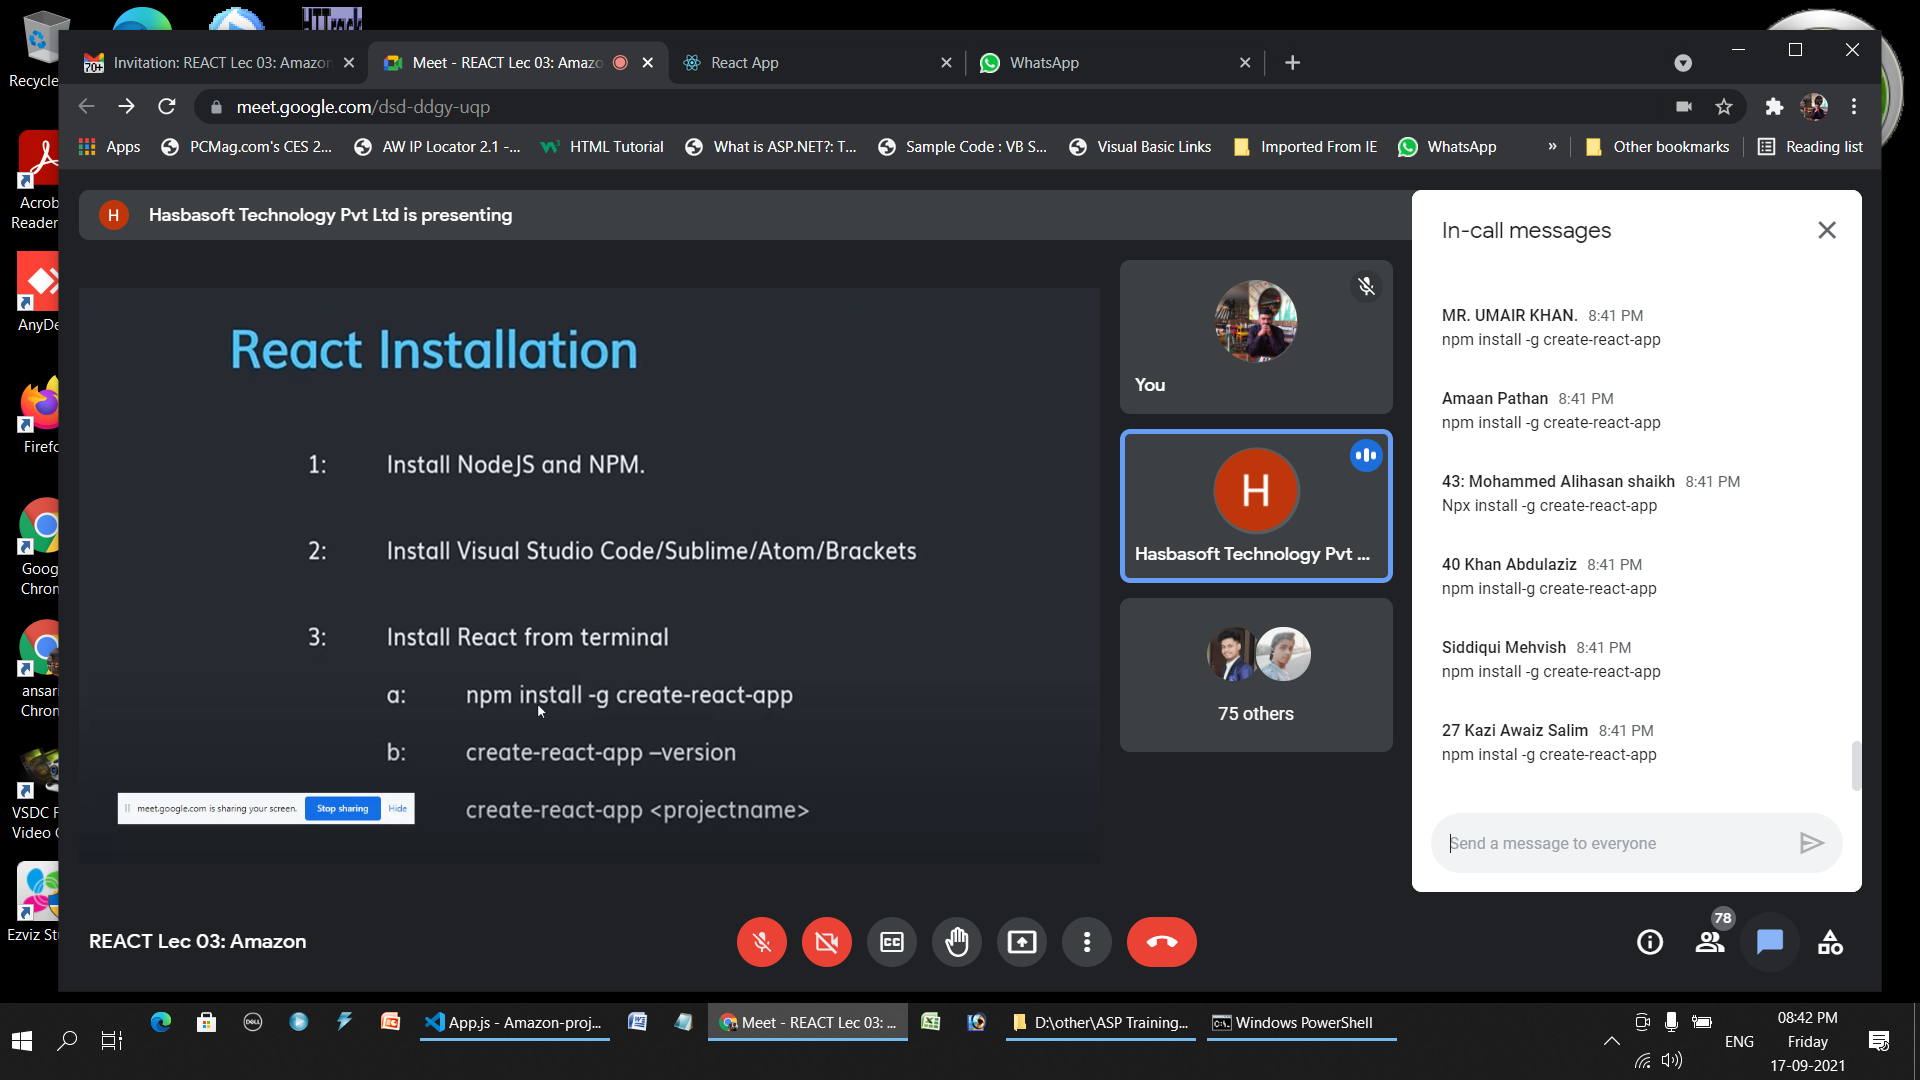 Recycle
Acrob
Reader
AnyDe
Firefo
Goog
Chron
ansari
Chron
VSDC F
Video C
Ezviz Stu
70+
Invitation: REACT Lec 03: Amazon
Meet - REACT Lec 03: Amazo
React App
WhatsApp
meet.google.com/dsd-ddgy-uqp
Apps
PCMag.com's CES 2...
AW IP Locator 2.1 -...
HTML Tutorial
What is ASP.NET?: T...
Sample Code : VB S...
Visual Basic Links
Imported From IE
WhatsApp
»
Other bookmarks
Reading list
H
Hasbasoft Technology Pvt Ltd is presenting
React Installation
1: Install NodeJS and NPM.
2: Install Visual Studio Code/Sublime/Atom/Brackets
3: Install React from terminal
a: npm install -g create-react-app
b: create-react-app –version
create-react-app <projectname>
meet.google.com is sharing your screen.
Stop sharing
Hide
You
H
Hasbasoft Technology Pvt ...
75 others
In-call messages
MR. UMAIR KHAN. 8:41 PM
npm install -g create-react-app
Amaan Pathan 8:41 PM
npm install -g create-react-app
43: Mohammed Alihasan shaikh 8:41 PM
Npx install -g create-react-app
40 Khan Abdulaziz 8:41 PM
npm install-g create-react-app
Siddiqui Mehvish 8:41 PM
npm install -g create-react-app
27 Kazi Awaiz Salim 8:41 PM
npm instal -g create-react-app
Send a message to everyone
REACT Lec 03: Amazon
CC
78
DELL
App.js - Amazon-proj...
Meet - REACT Lec 03: ...
D:\other\ASP Training...
Windows PowerShell
ENG
08:42 PM
Friday
17-09-2021